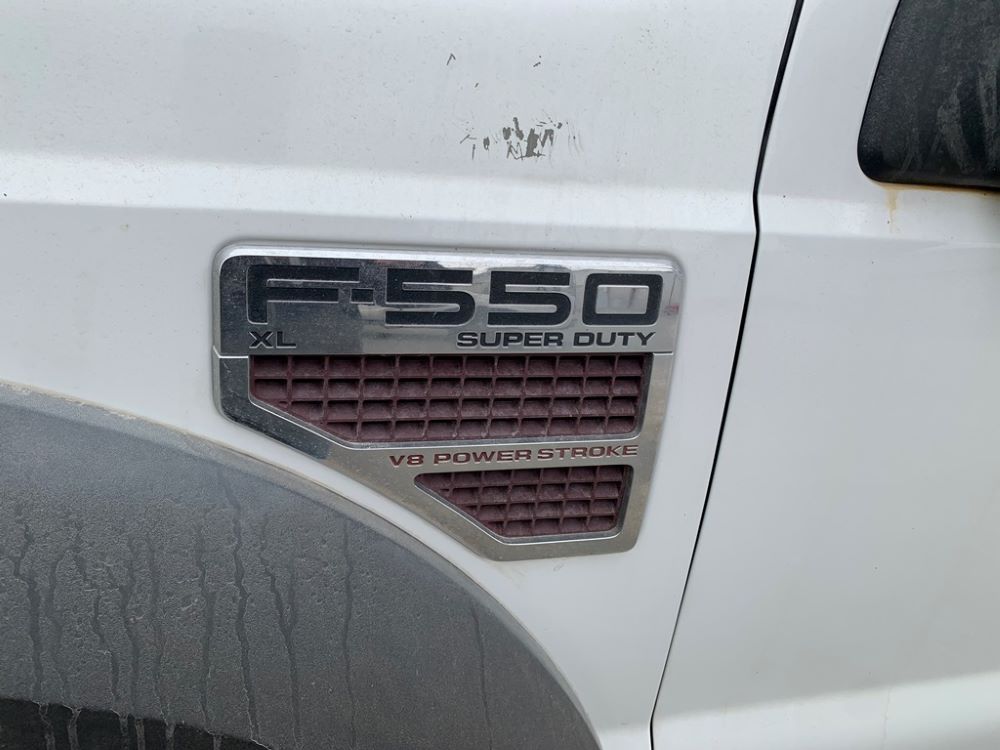 F-550
XL SUPER DUTY
V8 POWER STROKE